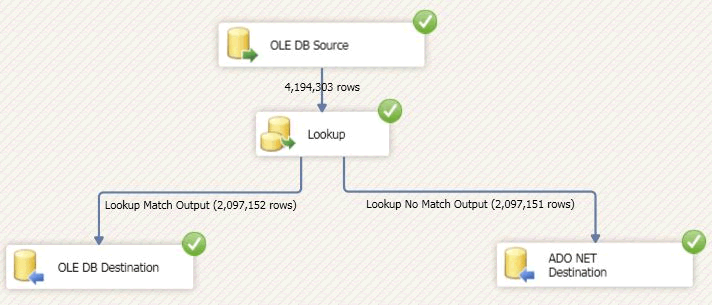 OLE DB Source
4,194,303 rows
Lookup
Lookup Match Output (2,097,152 rows)
Lookup No Match Output (2,097,151 rows)
OLE DB Destination
ADO NET
Destination